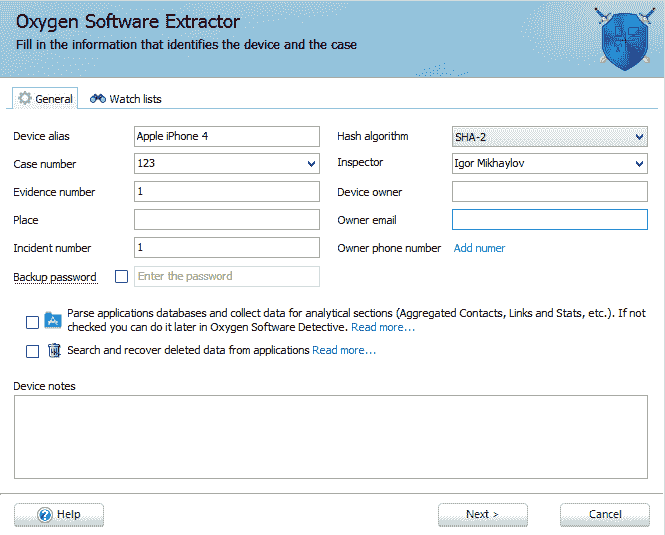 Oxygen Software Extractor
Fill in the information that identifies the device and the case
General
Watch lists
Device alias
Apple iPhone 4
Hash algorithm
SHA-2
Case number
123
Inspector
Igor Mikhaylov
Evidence number
1
Device owner
Place
Owner email
Incident number
1
Owner phone number
Add numer
Backup password
Enter the password
Parse applications databases and collect data for analytical sections (Aggregated Contacts, Links and Stats, etc.). If not
checked you can do it later in Oxygen Software Detective. Read more...
Search and recover deleted data from applications Read more...
Device notes
Help
Next >
Cancel